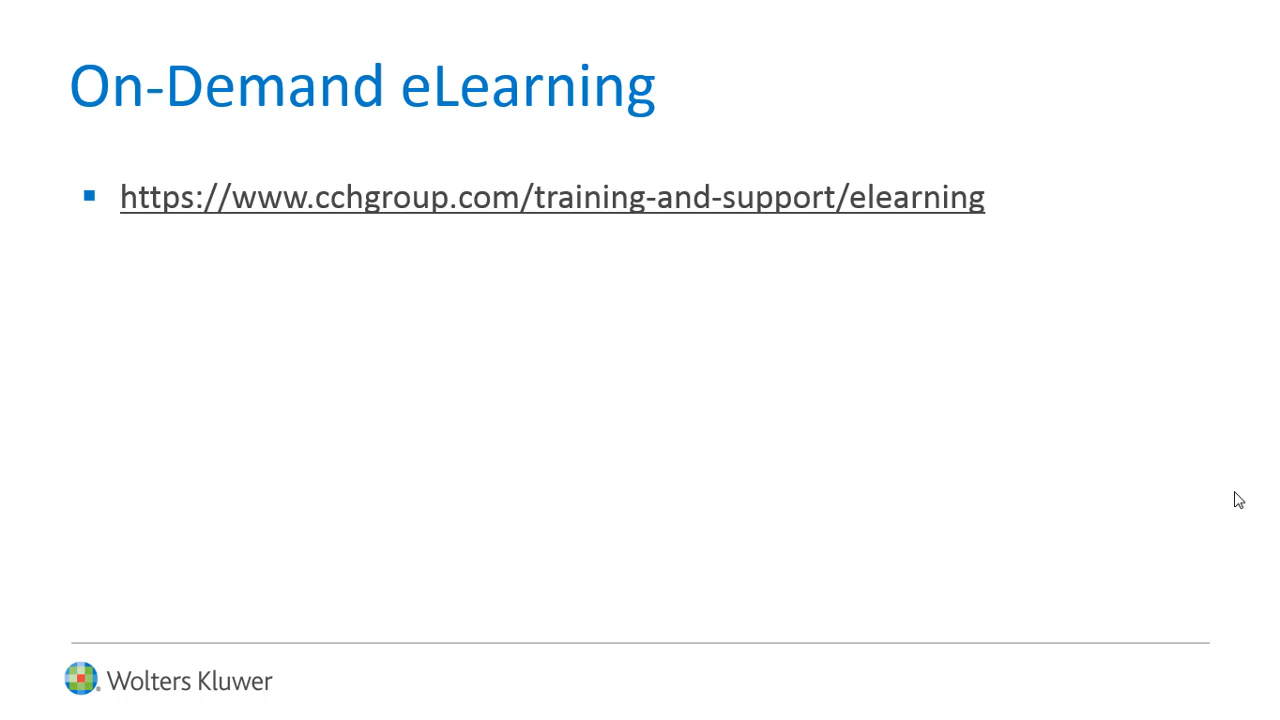 On-Demand eLearning
https://www.cchgroup.com/training-and-support/elearning
Wolters Kluwer